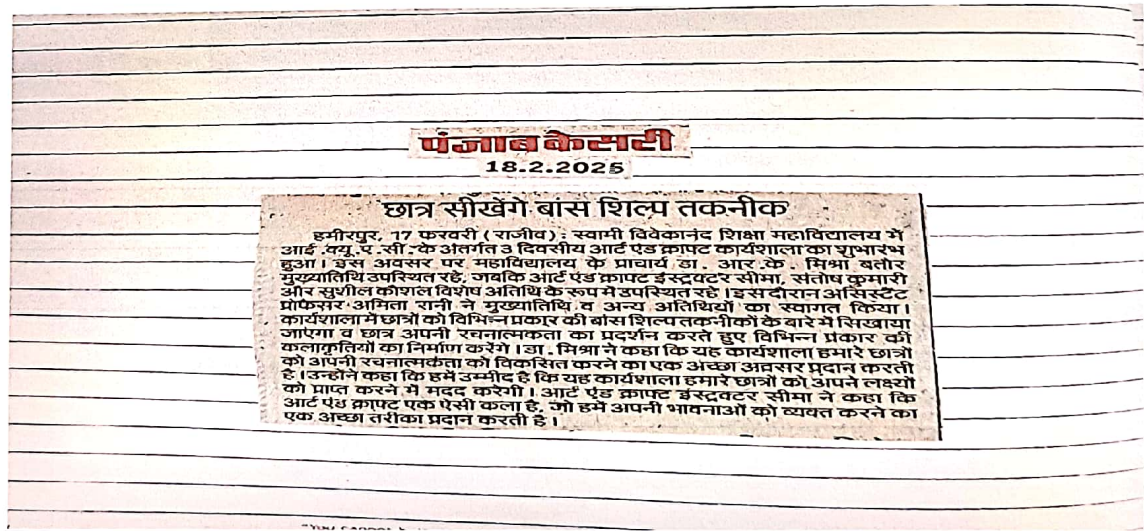 पंजाब केसरी
18.2.2025
छात्र सीखेंगे बांस शिल्प तकनीक
हमीरपुर, 17 फरवरी (राजीव) : स्वामी विवेकानंद शिक्षा महाविद्यालय में
आई.क्यू.ए.सी. के अंतर्गत 3 दिवसीय आर्ट एंड क्राफ्ट कार्यशाला का शुभारंभ
हुआ। इस अवसर पर महाविद्यालय के प्राचार्य डा. आर.के. मिश्रा बतौर
मुख्यातिथि उपस्थित रहे, जबकि आर्ट एंड क्राफ्ट इंस्ट्रक्टर सीमा, संतोष कुमारी
और सुशील कौशल विशेष अतिथि के रूप में उपस्थित रहे। इस दौरान असिस्टैंट
प्रोफैसर अमिता रानी ने मुख्यातिथि व अन्य अतिथियों का स्वागत किया।
कार्यशाला में छात्रों को विभिन्न प्रकार की बांस शिल्प तकनीकों के बारे में सिखाया
जाएगा व छात्र अपनी रचनात्मकता का प्रदर्शन करते हुए विभिन्न प्रकार की
कलाकृतियों का निर्माण करेंगे। डा. मिश्रा ने कहा कि यह कार्यशाला हमारे छात्रों
को अपनी रचनात्मकता को विकसित करने का एक अच्छा अवसर प्रदान करती
है। उन्होंने कहा कि हमें उम्मीद है कि यह कार्यशाला हमारे छात्रों को अपने लक्ष्यों
को प्राप्त करने में मदद करेगी। आर्ट एंड क्राफ्ट इंस्ट्रक्टर सीमा ने कहा कि
आर्ट एंड क्राफ्ट एक ऐसी कला है, जो हमें अपनी भावनाओं को व्यक्त करने का
एक अच्छा तरीका प्रदान करती है।